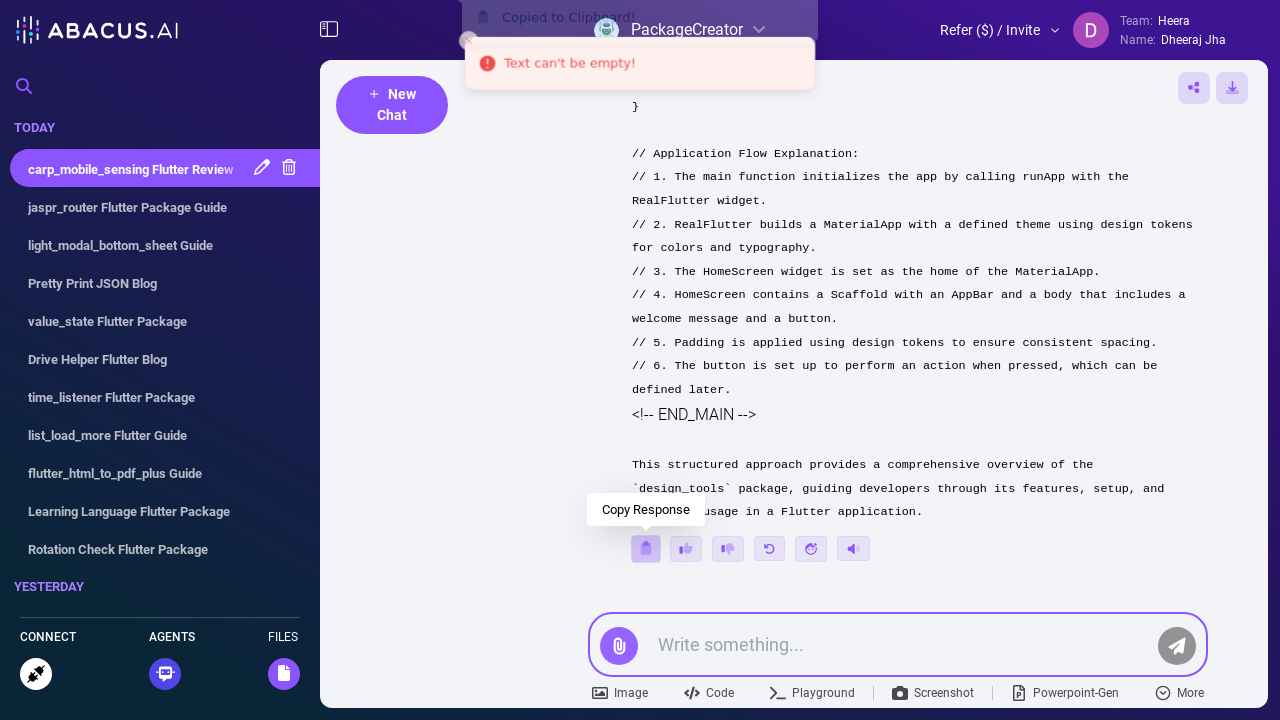 ABACUS.AI
Copied to Clipboard!
PackageCreator
Refer ($) / Invite
D
Team: Heera
Name: Dheeraj Jha
Text can't be empty!
+ New
Chat
TODAY
carp_mobile_sensing Flutter Review
jaspr_router Flutter Package Guide
light_modal_bottom_sheet Guide
Pretty Print JSON Blog
value_state Flutter Package
Drive Helper Flutter Blog
time_listener Flutter Package
list_load_more Flutter Guide
flutter_html_to_pdf_plus Guide
Learning Language Flutter Package
Rotation Check Flutter Package
YESTERDAY
CONNECT
AGENTS
FILES
}
// Application Flow Explanation:
// 1. The main function initializes the app by calling runApp with the
RealFlutter widget.
// 2. RealFlutter builds a MaterialApp with a defined theme using design tokens
for colors and typography.
// 3. The HomeScreen widget is set as the home of the MaterialApp.
// 4. HomeScreen contains a Scaffold with an AppBar and a body that includes a
welcome message and a button.
// 5. Padding is applied using design tokens to ensure consistent spacing.
// 6. The button is set up to perform an action when pressed, which can be
defined later.
<!-- END_MAIN -->
This structured approach provides a comprehensive overview of the
`design_tools` package, guiding developers through its features, setup, and
usage in a Flutter application.
Copy Response
Write something...
Image
Code
Playground
Screenshot
Powerpoint-Gen
More